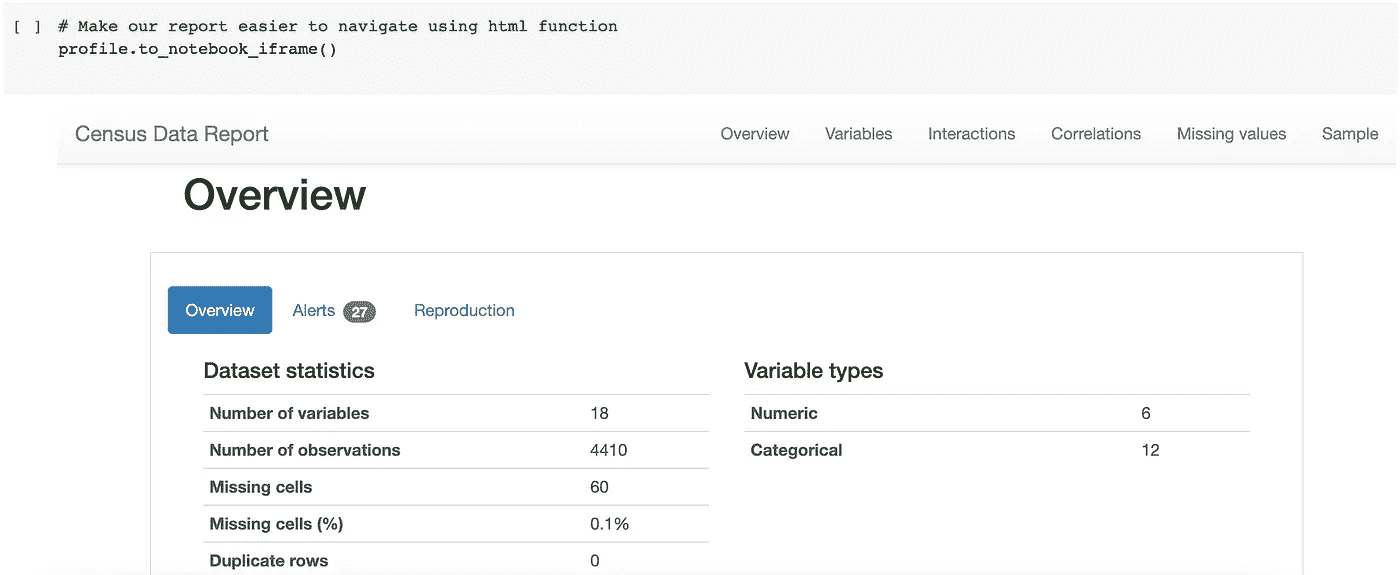 [ ] # Make our report easier to navigate using html function
profile.to_notebook_iframe()
Census Data Report Overview Variables Interactions Correlations Missing values Sample
Overview
Overview Alerts 27 Reproduction
Dataset statistics
Number of variables 18
Number of observations 4410
Missing cells 60
Missing cells (%) 0.1%
Duplicate rows 0
Variable types
Numeric 6
Categorical 12